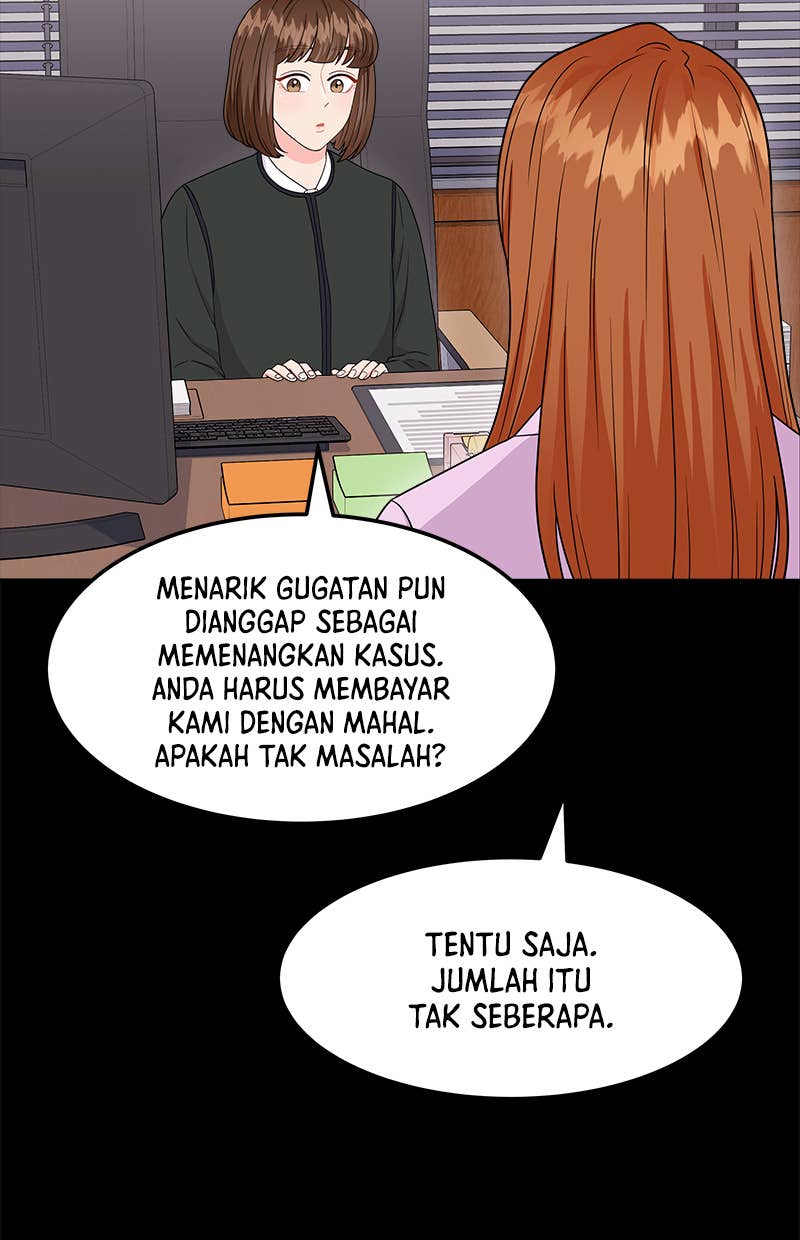 MENARIK GUGATAN PUN
DIANGGAP SEBAGAI
MEMENANGKAN KASUS.
ANDA HARUS MEMBAYAR
KAMI DENGAN MAHAL.
APAKAH TAK MASALAH?
TENTU SAJA.
JUMLAH ITU
TAK SEBERAPA.